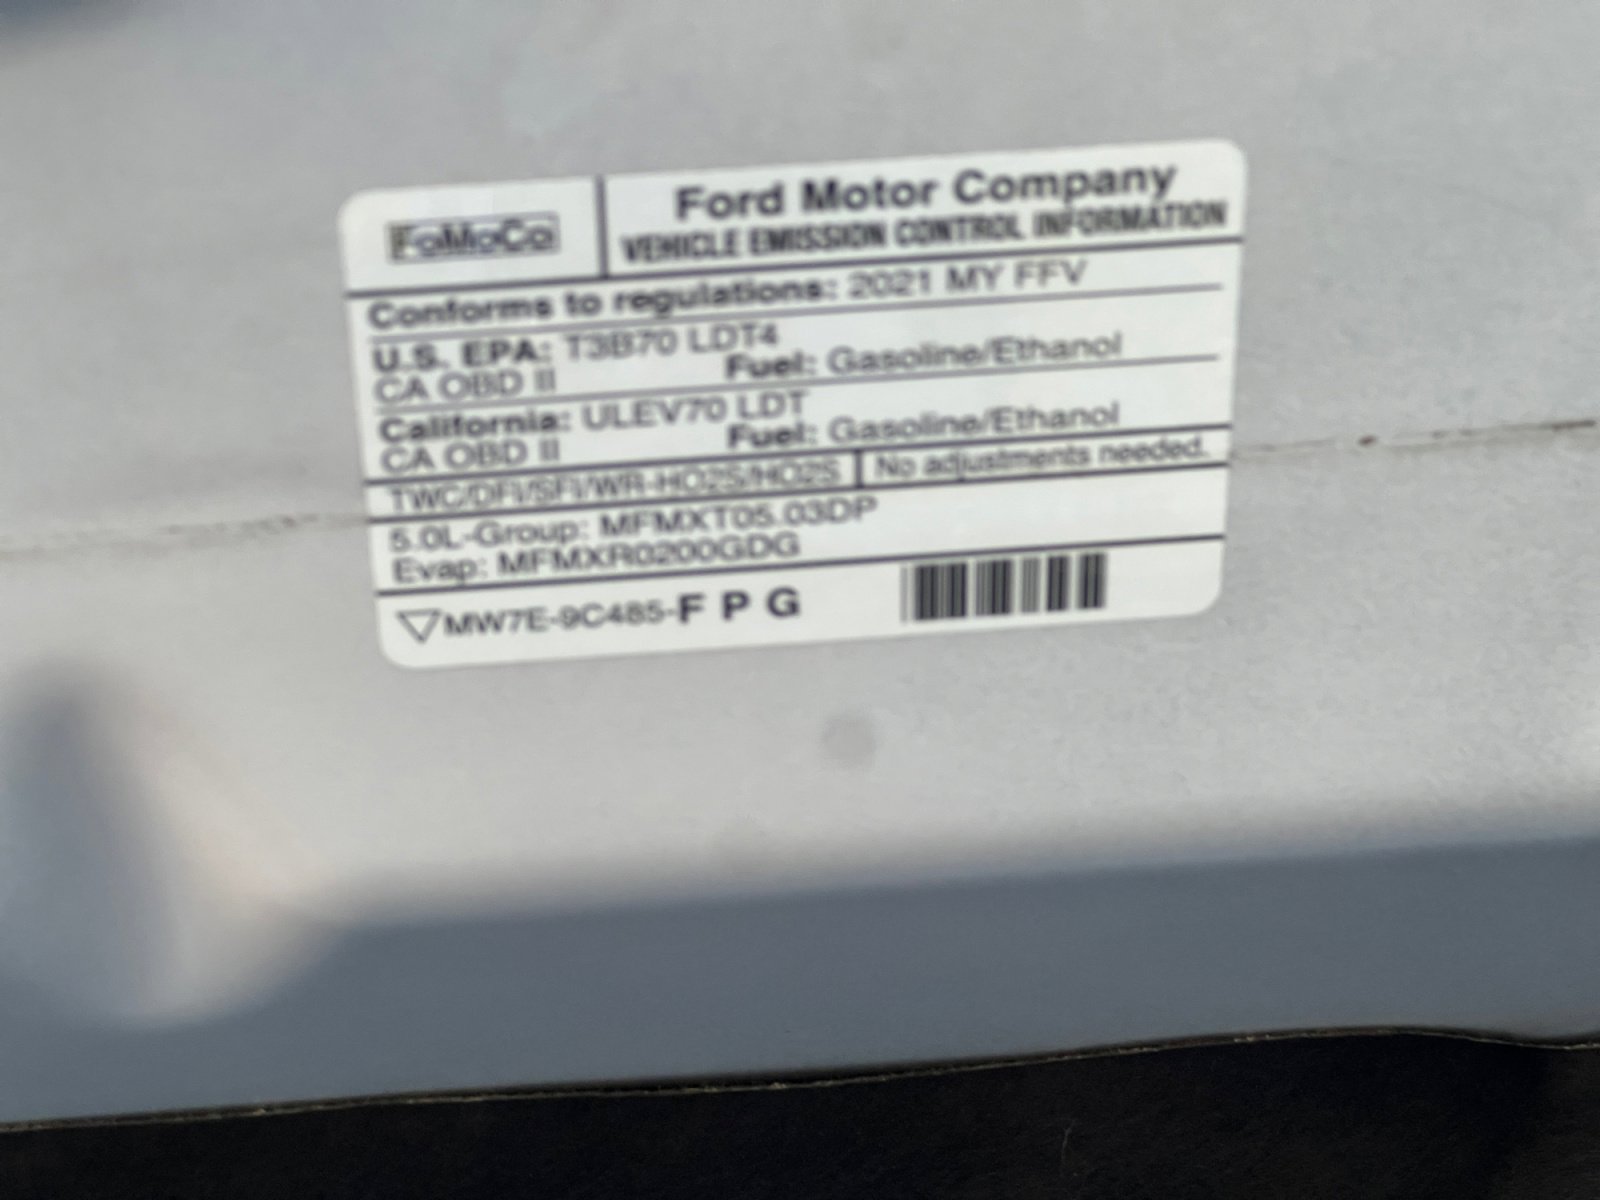 FoMoCo
Ford Motor Company
VEHICLE EMISSION CONTROL INFORMATION
Conforms to regulations: 2021 MY FFV
U.S. EPA: T3B70 LDT4
CA OBD II Fuel: Gasoline/Ethanol
California: ULEV70 LDT
CA OBD II Fuel: Gasoline/Ethanol
TWC/DFI/SFI/WR-HO2S/HO2S No adjustments needed.
5.0L-Group: MFMXT05.03DP
Evap: MFMXR0200GDG
MW7E-9C485-F P G